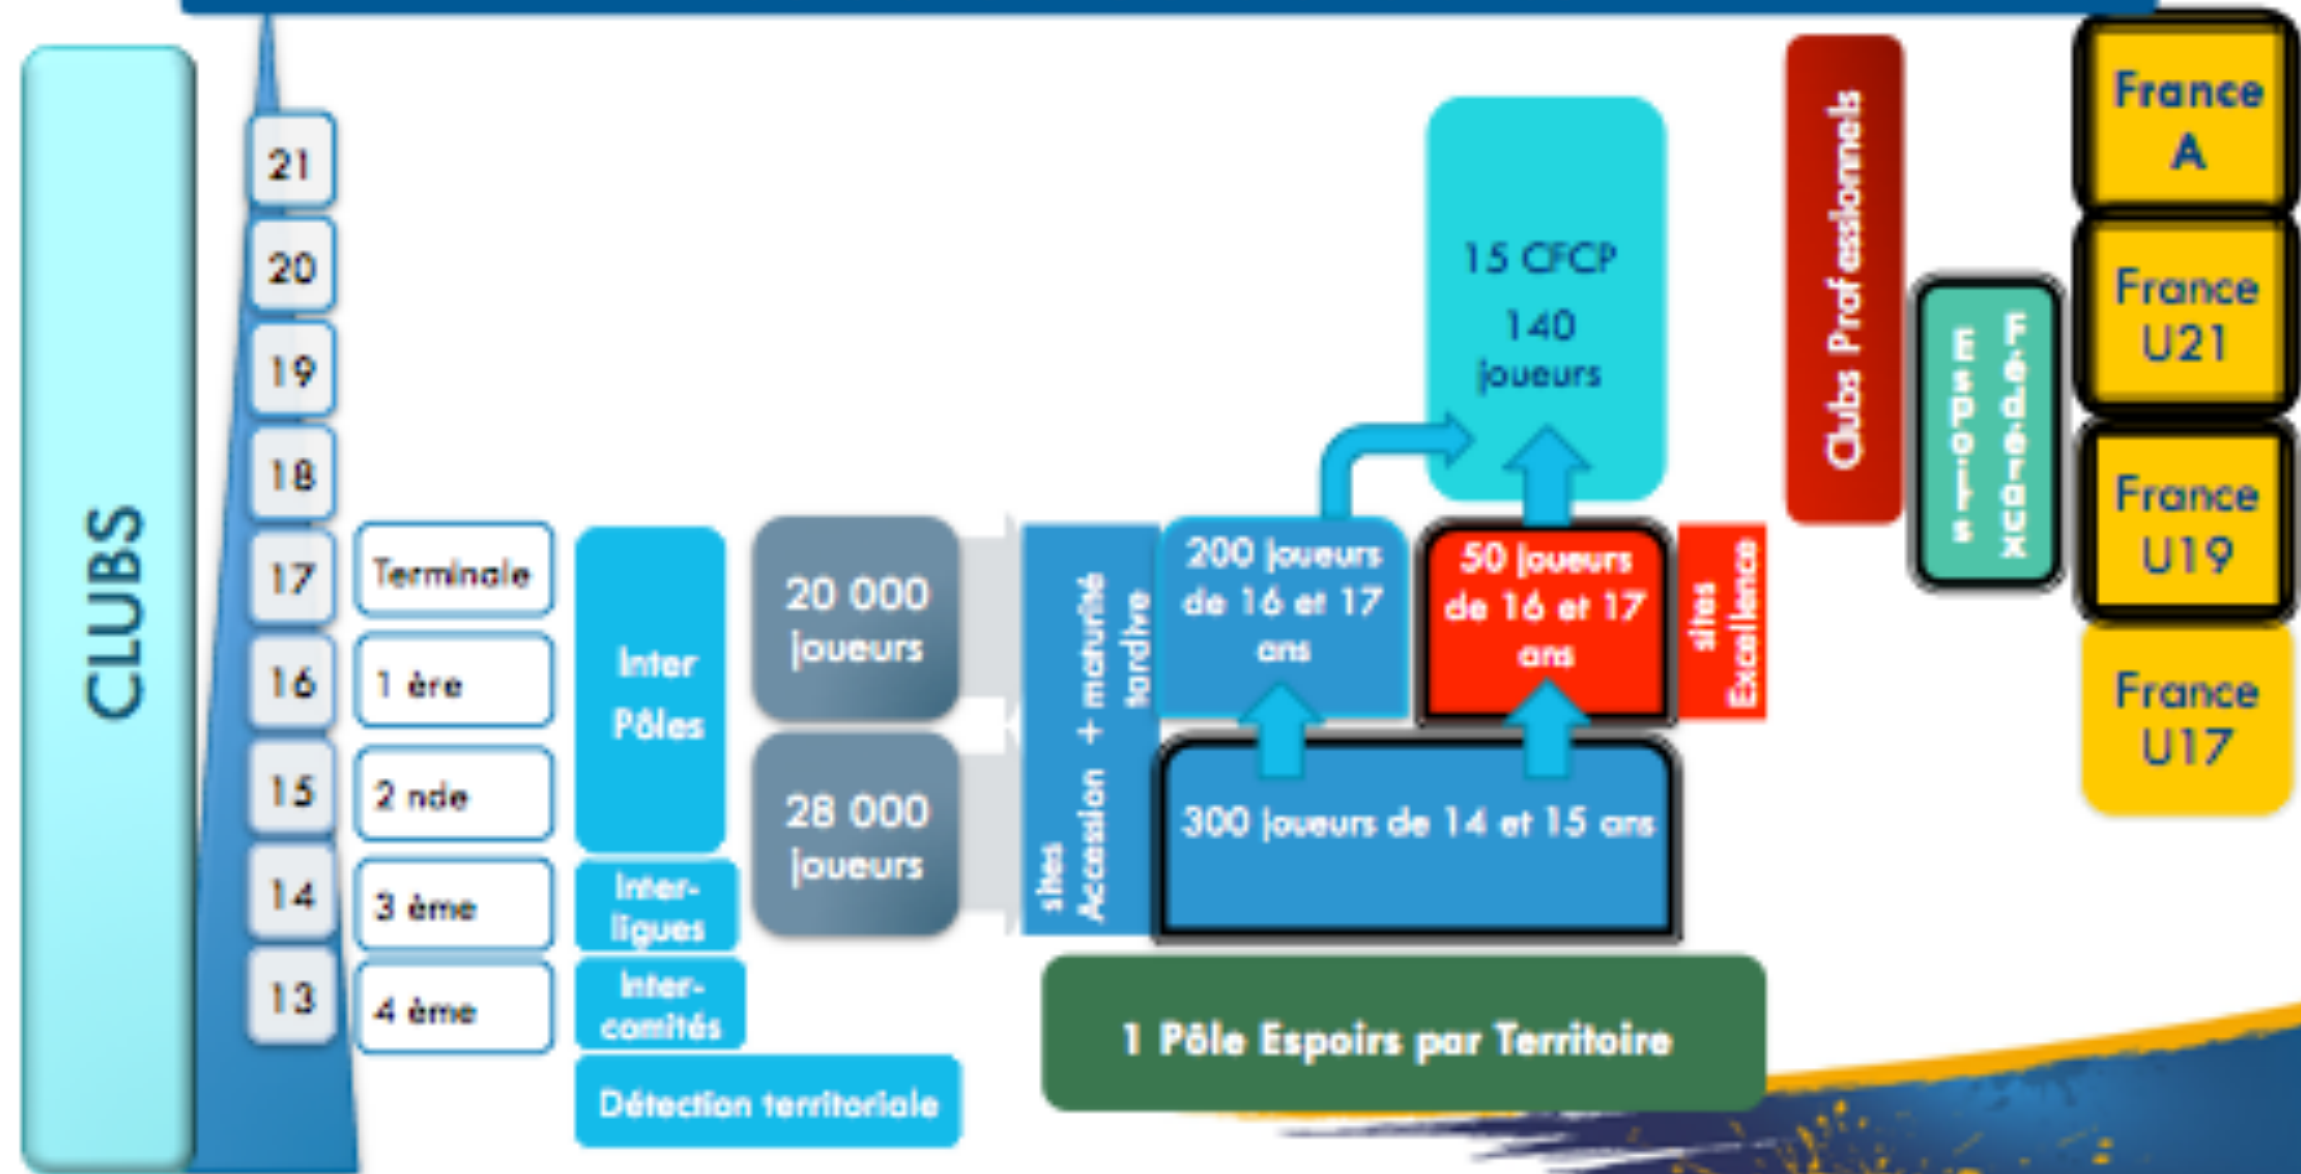 CLUBS
21
20
19
18
17
16
15
14
13
Terminale
1 ère
2 nde
3 ème
4 ème
Inter
Pôles
Inter-
ligues
Inter-
comités
Détection territoriale
20 000
joueurs
28 000
joueurs
sites
Accession + maturité
tardive
200 joueurs
de 16 et 17
ans
50 joueurs
de 16 et 17
ans
sites
Excellence
300 joueurs de 14 et 15 ans
1 Pôle Espoirs par Territoire
15 CFCP
140
joueurs
Clubs Professionnels
Espoirs
Fédéraux
France
A
France
U21
France
U19
France
U17